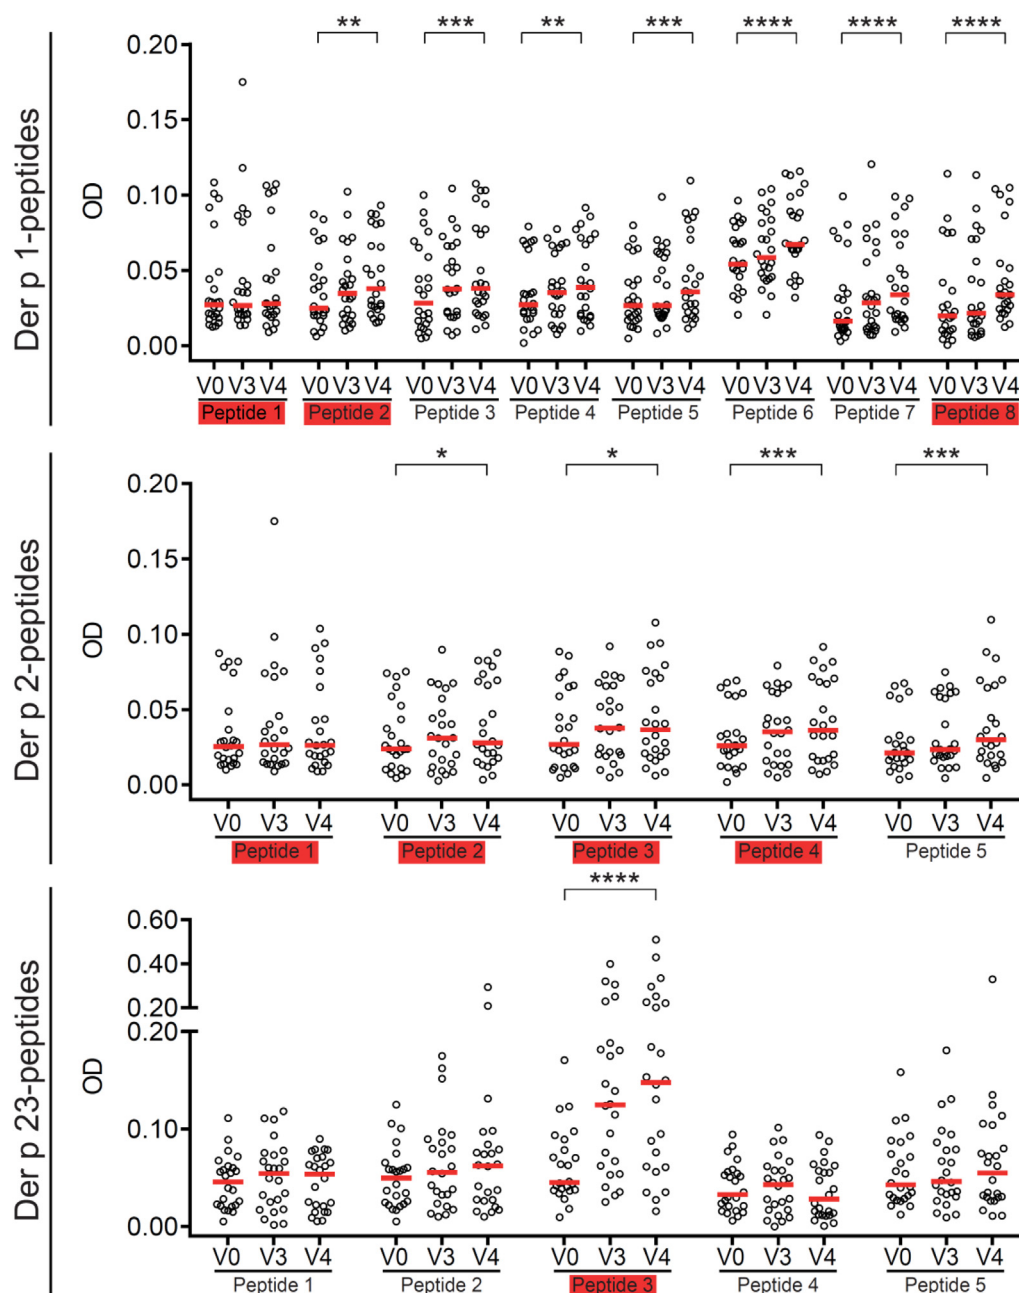 ** *** ** *** **** **** ****
Der p 1-peptides
OD
0.20
0.15
0.10
0.05
0.00
V0 V3 V4 V0 V3 V4 V0 V3 V4 V0 V3 V4 V0 V3 V4 V0 V3 V4 V0 V3 V4 V0 V3 V4
Peptide 1 Peptide 2 Peptide 3 Peptide 4 Peptide 5 Peptide 6 Peptide 7 Peptide 8
* * *** ***
Der p 2-peptides
OD
0.20
0.15
0.10
0.05
0.00
V0 V3 V4 V0 V3 V4 V0 V3 V4 V0 V3 V4 V0 V3 V4
Peptide 1 Peptide 2 Peptide 3 Peptide 4 Peptide 5
****
Der p 23-peptides
OD
0.60
0.40
0.20
0.20
0.10
0.00
V0 V3 V4 V0 V3 V4 V0 V3 V4 V0 V3 V4 V0 V3 V4
Peptide 1 Peptide 2 Peptide 3 Peptide 4 Peptide 5